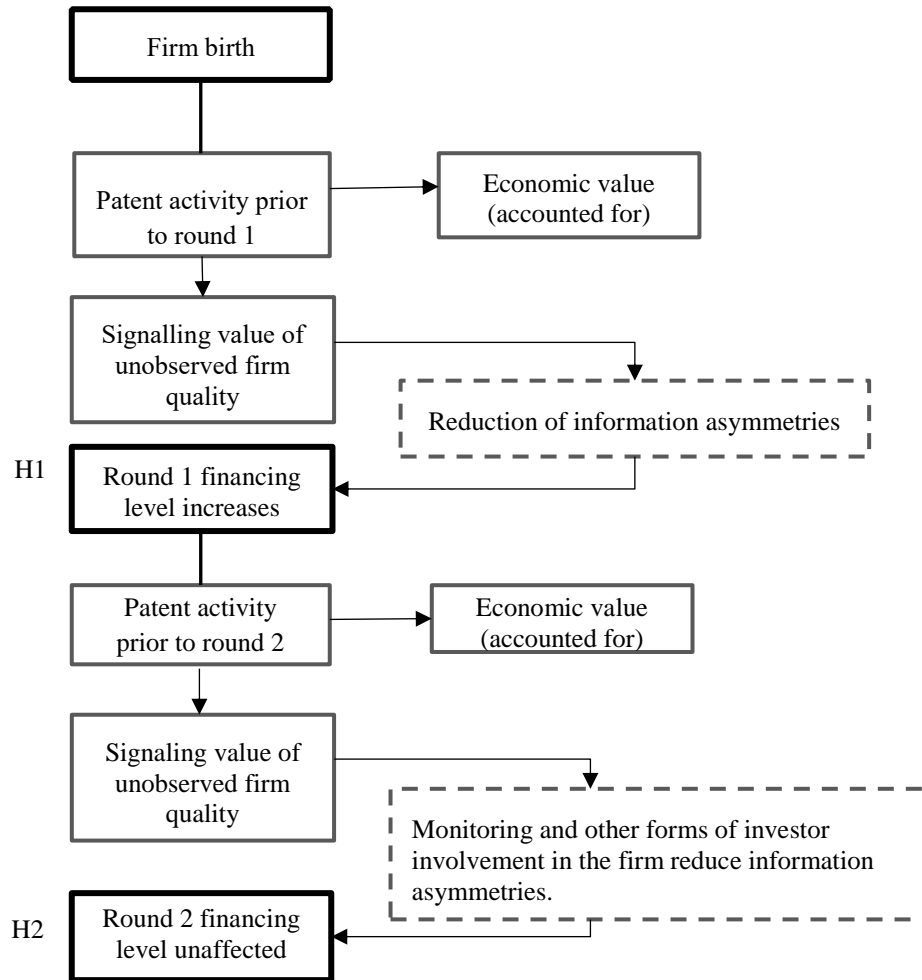 Firm birth
Patent activity prior
to round 1
Economic value
(accounted for)
Signalling value of
unobserved firm
quality
Reduction of information asymmetries
H1
Round 1 financing
level increases
Patent activity
prior to round 2
Economic value
(accounted for)
Signaling value of
unobserved firm
quality
Monitoring and other forms of investor
involvement in the firm reduce information
asymmetries.
H2
Round 2 financing
level unaffected